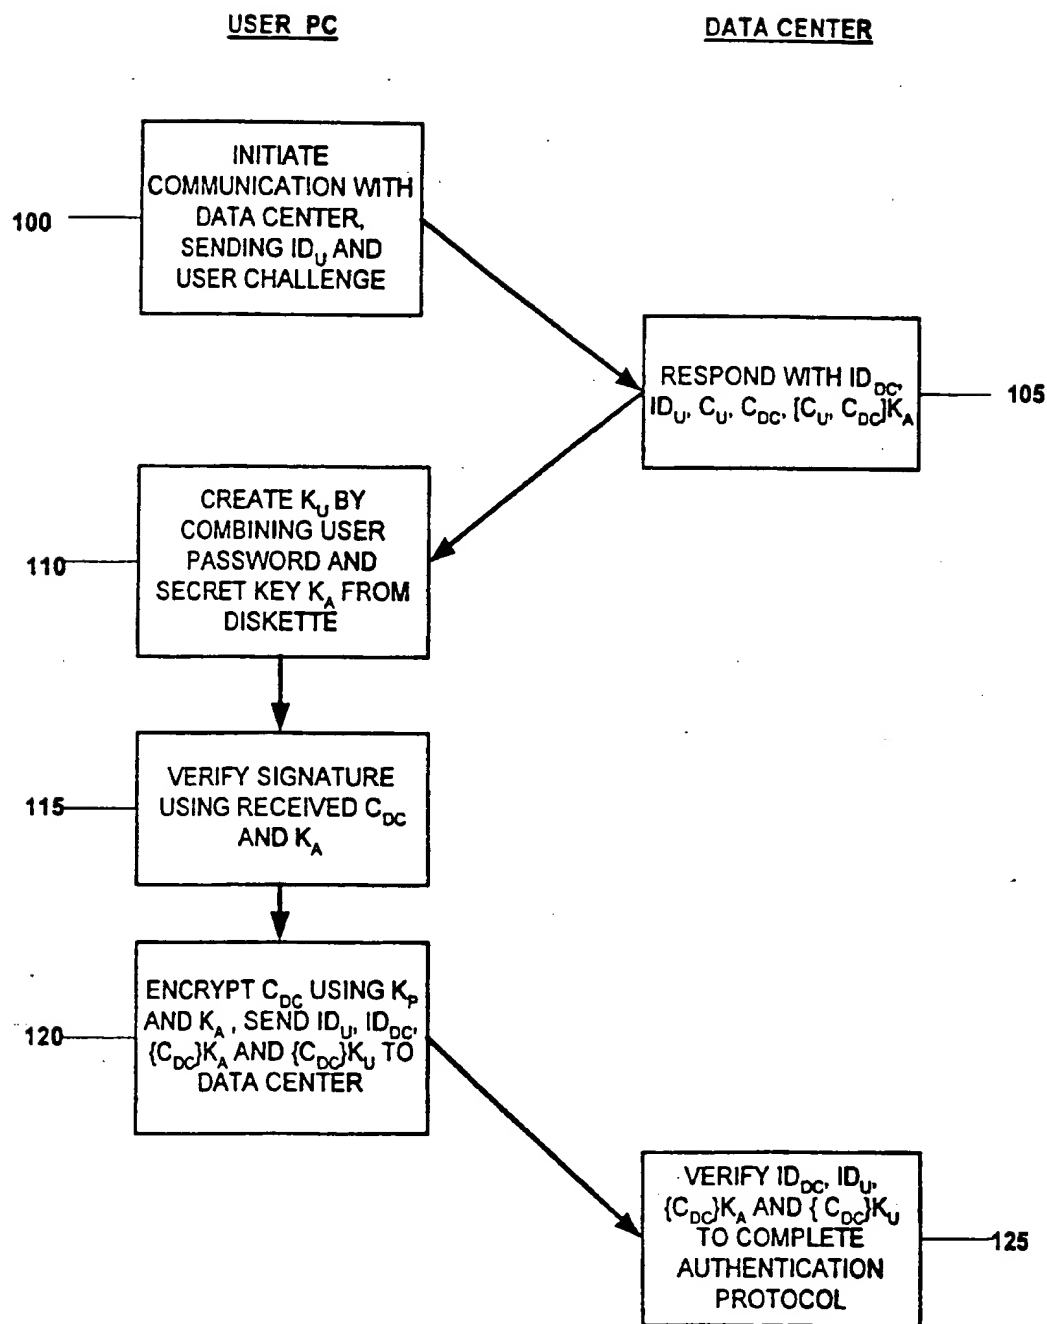 USER PC
DATA CENTER
INITIATE
COMMUNICATION WITH
DATA CENTER,
SENDING ID_U AND
USER CHALLENGE
100
RESPOND WITH ID_DC,
ID_U, C_U, C_DC, [C_U, C_DC]K_A
105
CREATE K_U BY
COMBINING USER
PASSWORD AND
SECRET KEY K_A FROM
DISKETTE
110
VERIFY SIGNATURE
USING RECEIVED C_DC
AND K_A
115
ENCRYPT C_DC USING K_P
AND K_A , SEND ID_U, ID_DC,
{C_DC}K_A AND {C_DC}K_U TO
DATA CENTER
120
VERIFY ID_DC, ID_U,
{C_DC}K_A AND { C_DC}K_U
TO COMPLETE
AUTHENTICATION
PROTOCOL
125